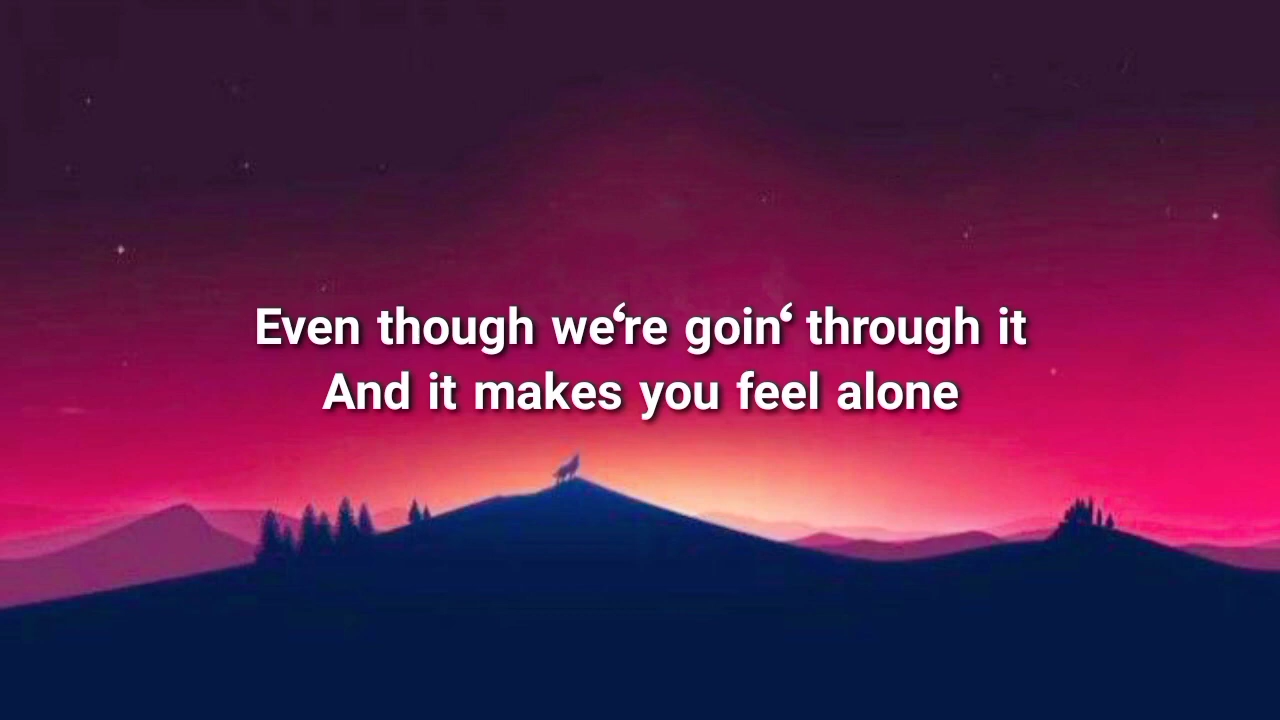 Even though we‘re goin‘ through it
And it makes you feel alone